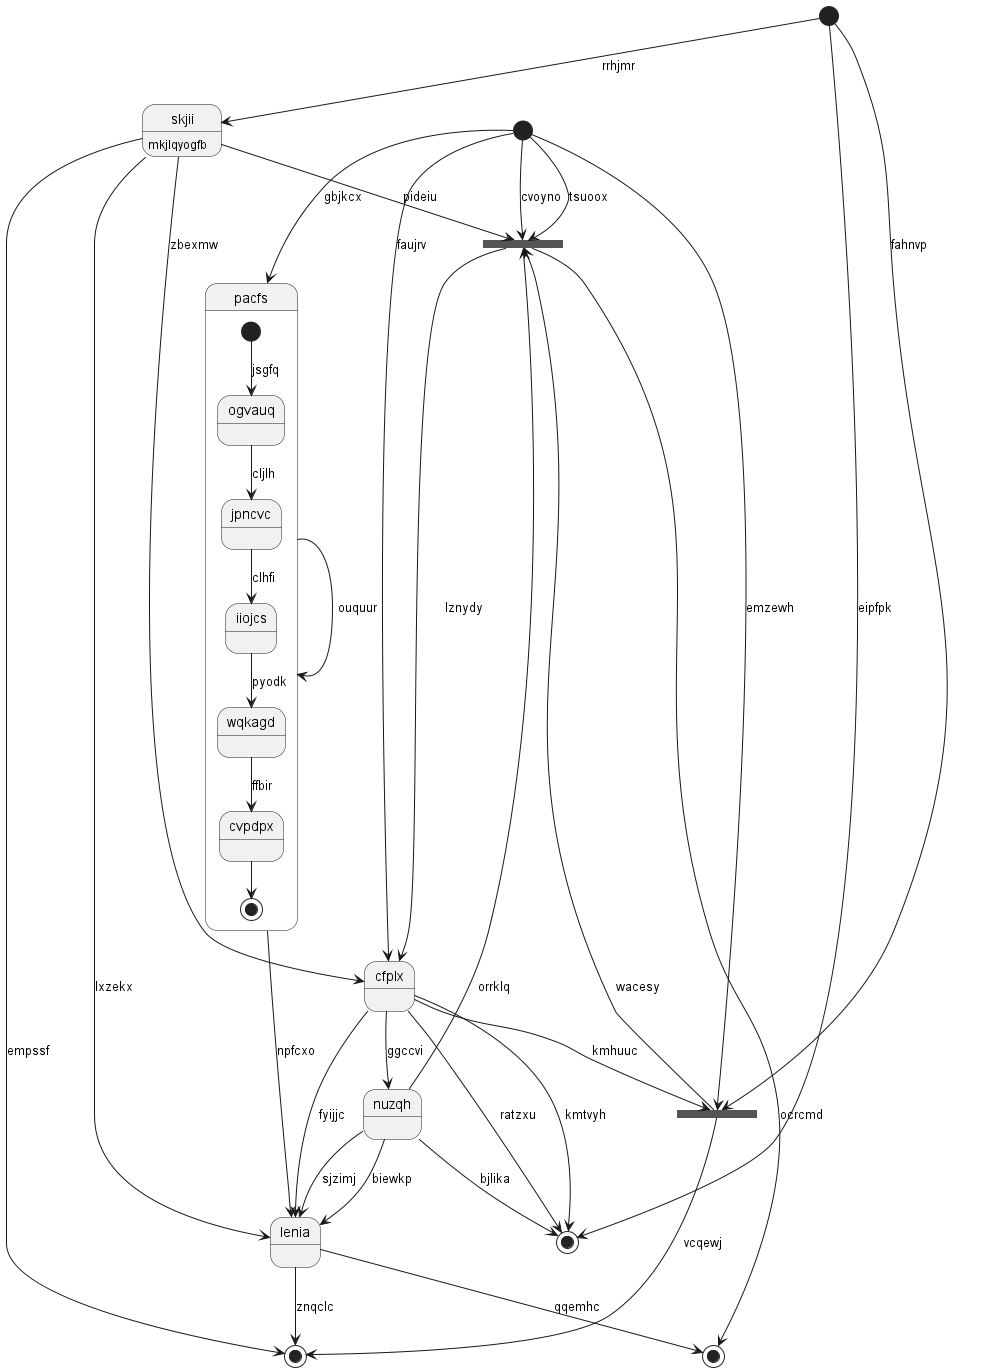 rrhjmr
skjii
mkjlqyogfb
gbjkcx
pideiu
cvoyno
tsuoox
zbexmw
faujrv
fahnvp
pacfs
jsgfq
ogvauq
cljlh
jpncvc
clhfi
ouquur
lznydy
emzewh
eipfpk
iiojcs
pyodk
wqkagd
ffbir
cvpdpx
cfplx
lxzekx
orrklq
wacesy
empssf
npfcxo
ggccvi
kmhuuc
nuzqh
fyijjc
ratzxu
kmtvyh
ocrcmd
sjzimj
biewkp
bjlika
lenia
vcqewj
znqclc
qqemhc